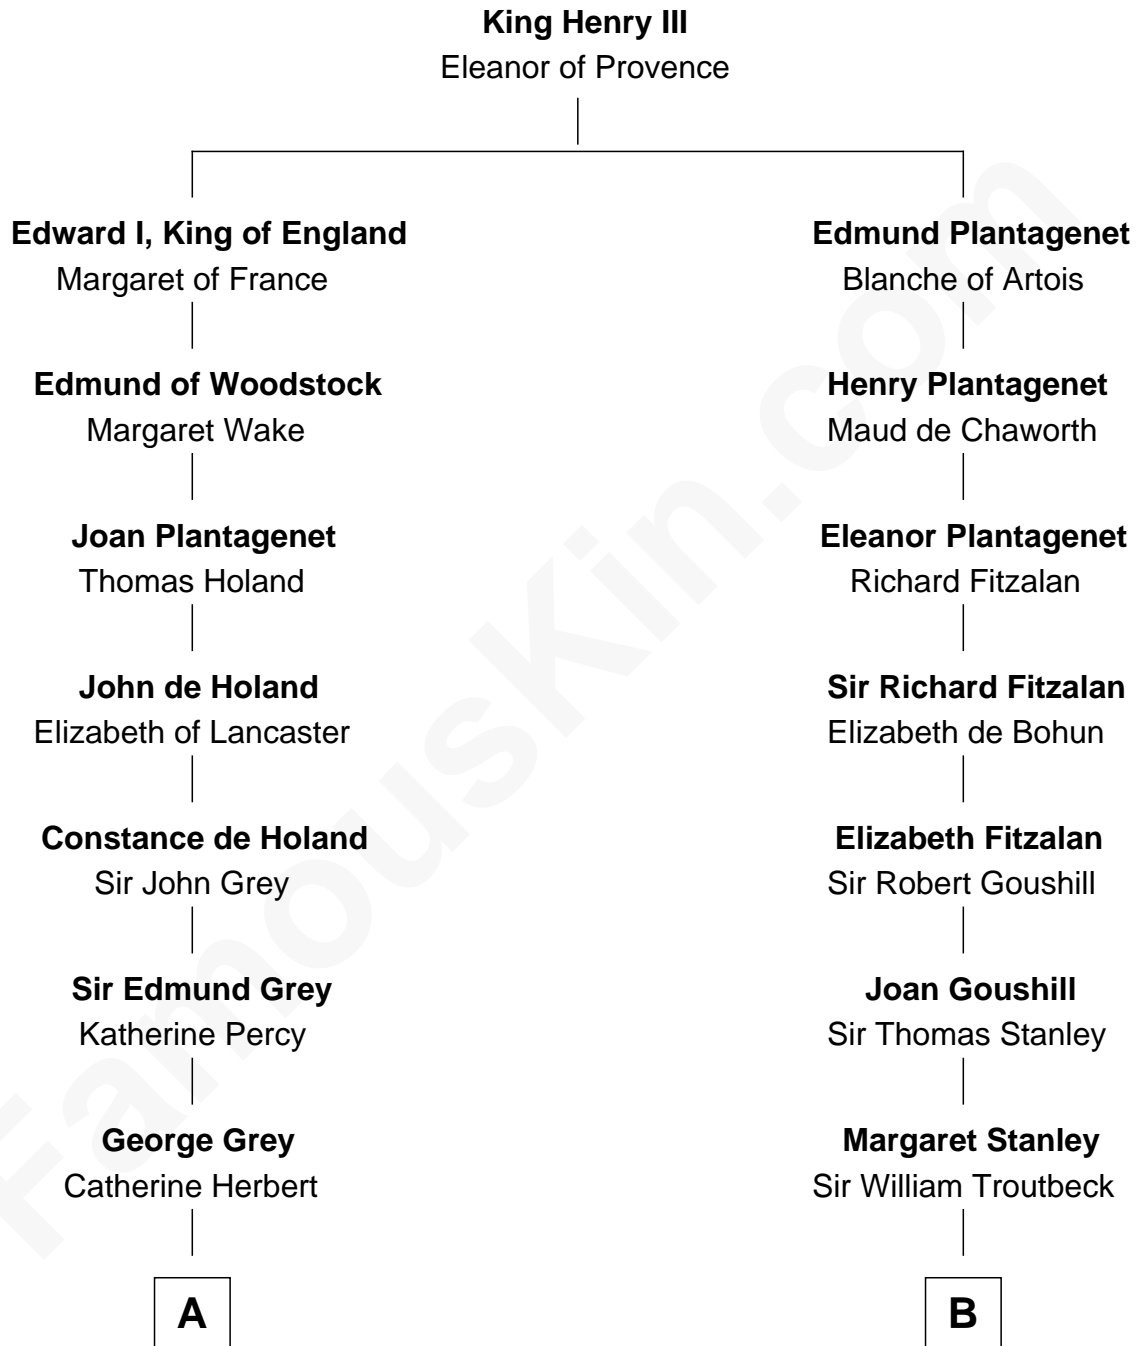 King Henry III
Eleanor of Provence
Edward I, King of England
Margaret of France
Edmund Plantagenet
Blanche of Artois
Edmund of Woodstock
Margaret Wake
Henry Plantagenet
Maud de Chaworth
Joan Plantagenet
Thomas Holand
Eleanor Plantagenet
Richard Fitzalan
John de Holand
Elizabeth of Lancaster
Sir Richard Fitzalan
Elizabeth de Bohun
Constance de Holand
Sir John Grey
Elizabeth Fitzalan
Sir Robert Goushill
Sir Edmund Grey
Katherine Percy
Joan Goushill
Sir Thomas Stanley
George Grey
Catherine Herbert
Margaret Stanley
Sir William Troutbeck
A
B
FamousKin.com